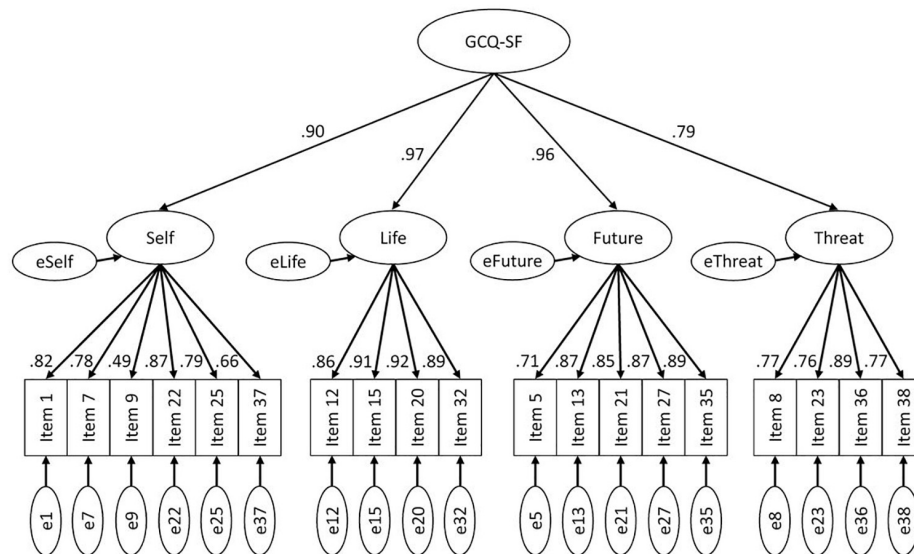 GCQ-SF
.90
.97
.96
.79
Self
Life
Future
Threat
eSelf
eLife
eFuture
eThreat
.82 .78 .49 .87 .79 .66
.86 .91 .92 .89
.71 .87 .85 .87 .89
.77 .76 .89 .77
Item 1
Item 7
Item 9
Item 22
Item 25
Item 37
Item 12
Item 15
Item 20
Item 32
Item 5
Item 13
Item 21
Item 27
Item 35
Item 8
Item 23
Item 36
Item 38
e1
e7
e9
e22
e25
e37
e12
e15
e20
e32
e5
e13
e21
e27
e35
e8
e23
e36
e38